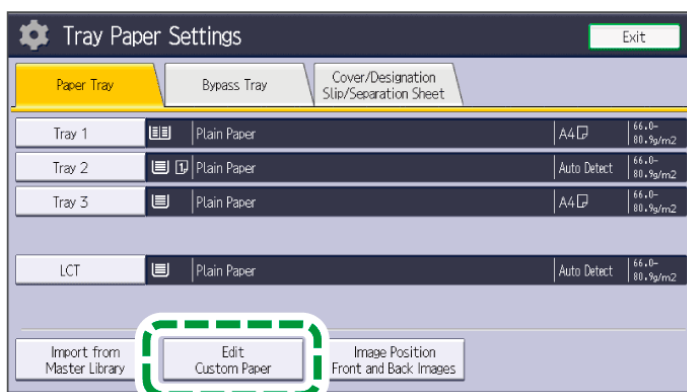 Tray Paper Settings
Exit
Paper Tray
Bypass Tray
Cover/Designation
Slip/Separation Sheet
Tray 1
Plain Paper
A4
66.0-
80.9g/m2
Tray 2
1
Plain Paper
Auto Detect
66.0-
80.9g/m2
Tray 3
Plain Paper
A4
66.0-
80.9g/m2
LCT
Plain Paper
Auto Detect
66.0-
80.9g/m2
Import from
Master Library
Edit
Custom Paper
Image Position
Front and Back Images